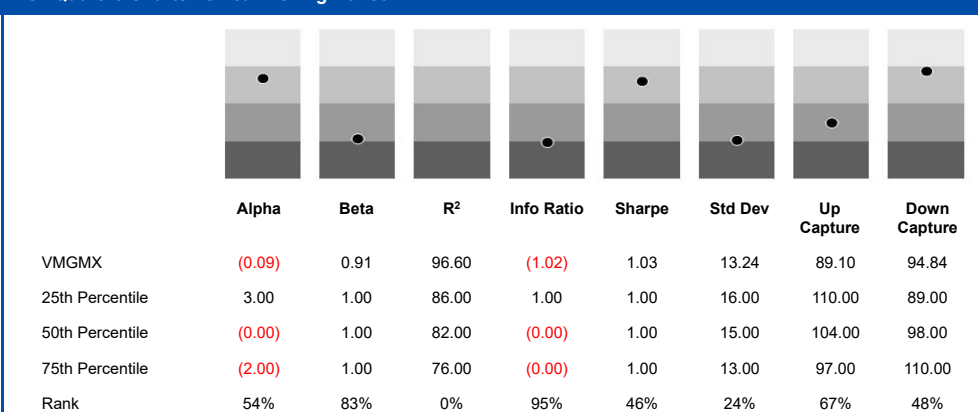 Alpha Beta R² Info Ratio Sharpe Std Dev Up Capture Down Capture
VMGMX (0.09) 0.91 96.60 (1.02) 1.03 13.24 89.10 94.84
25th Percentile 3.00 1.00 86.00 1.00 1.00 16.00 110.00 89.00
50th Percentile (0.00) 1.00 82.00 (0.00) 1.00 15.00 104.00 98.00
75th Percentile (2.00) 1.00 76.00 (0.00) 1.00 13.00 97.00 110.00
Rank 54% 83% 0% 95% 46% 24% 67% 48%